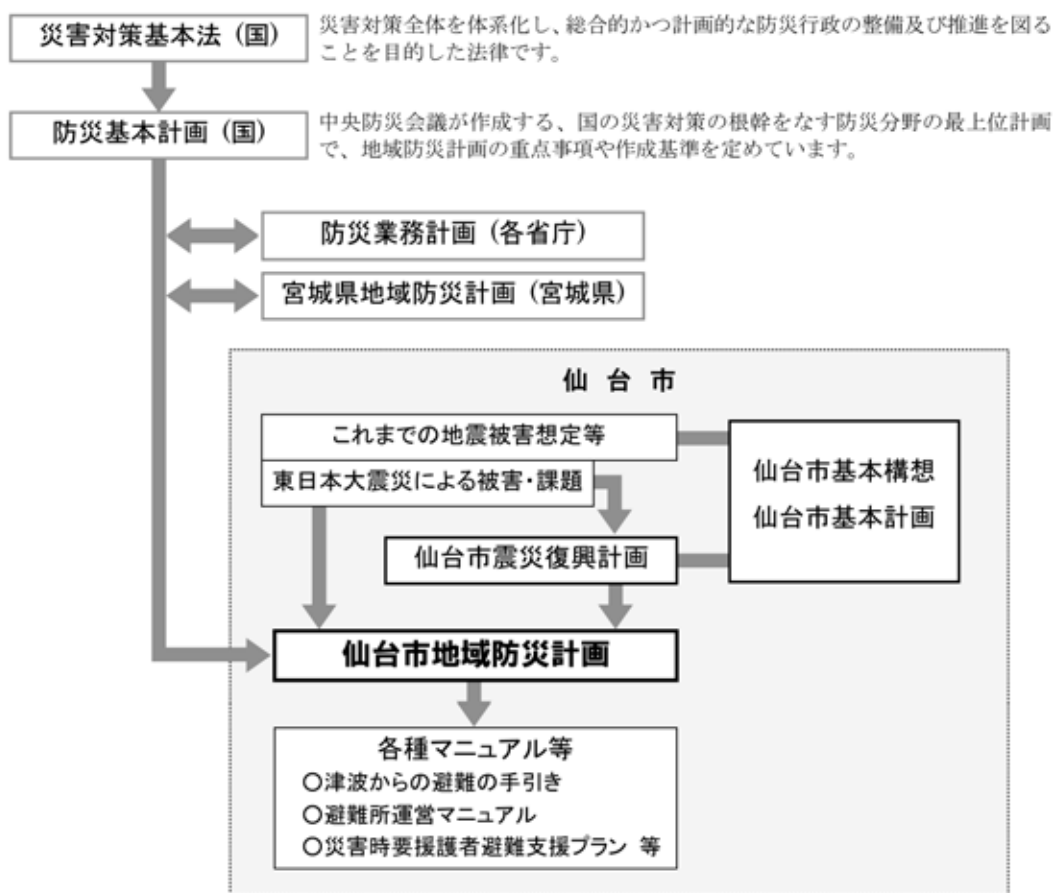 災害対策基本法（国）
災害対策全体を体系化し、総合的かつ計画的な防災行政の整備及び推進を図る
ことを目的した法律です。
防災基本計画（国）
中央防災会議が作成する、国の災害対策の根幹をなす防災分野の最上位計画
で、地域防災計画の重点事項や作成基準を定めています。
防災業務計画（各省庁）
宮城県地域防災計画（宮城県）
仙台市
これまでの地震被害想定等
東日本大震災による被害・課題
仙台市基本構想
仙台市基本計画
仙台市震災復興計画
仙台市地域防災計画
各種マニュアル等
○津波からの避難の手引き
○避難所運営マニュアル
○災害時要援護者避難支援プラン 等